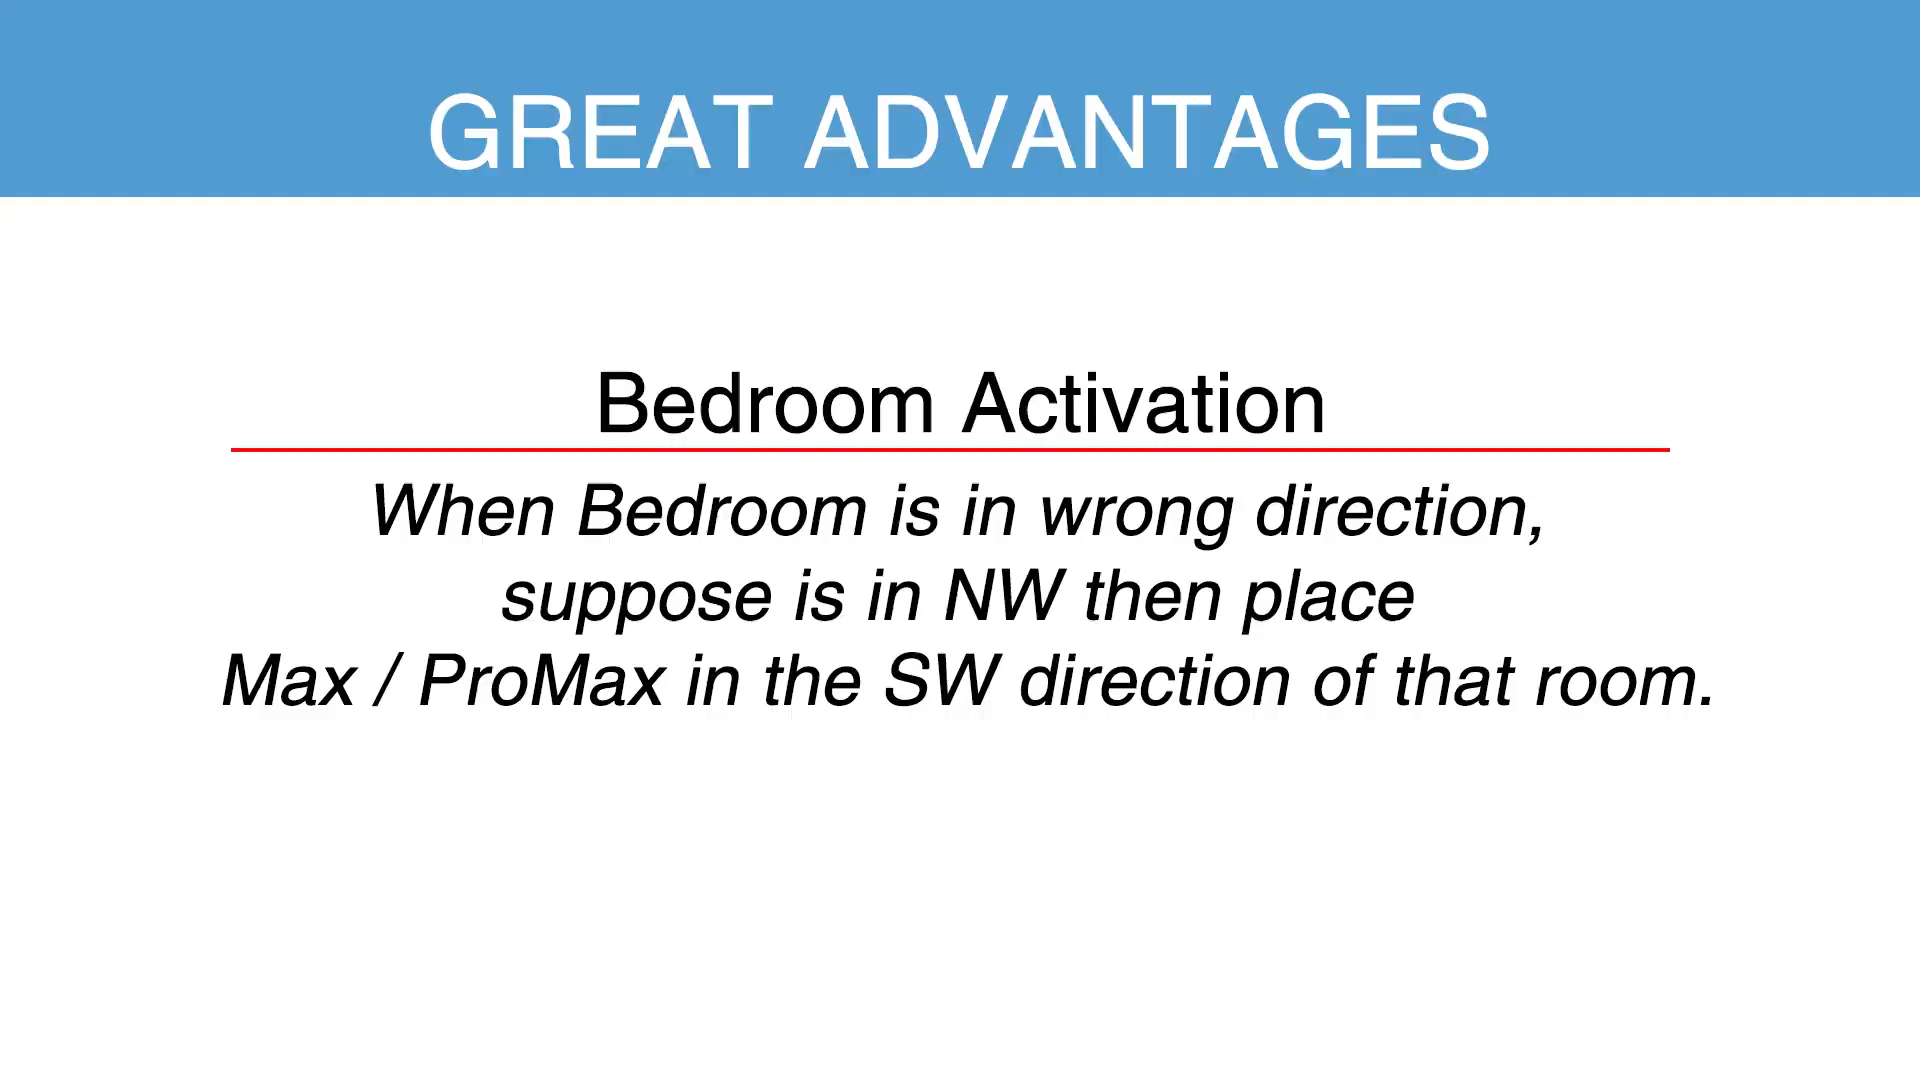 GREAT ADVANTAGES
Bedroom Activation
When Bedroom is in wrong direction,
suppose is in NW then place
Max / ProMax in the SW direction of that room.